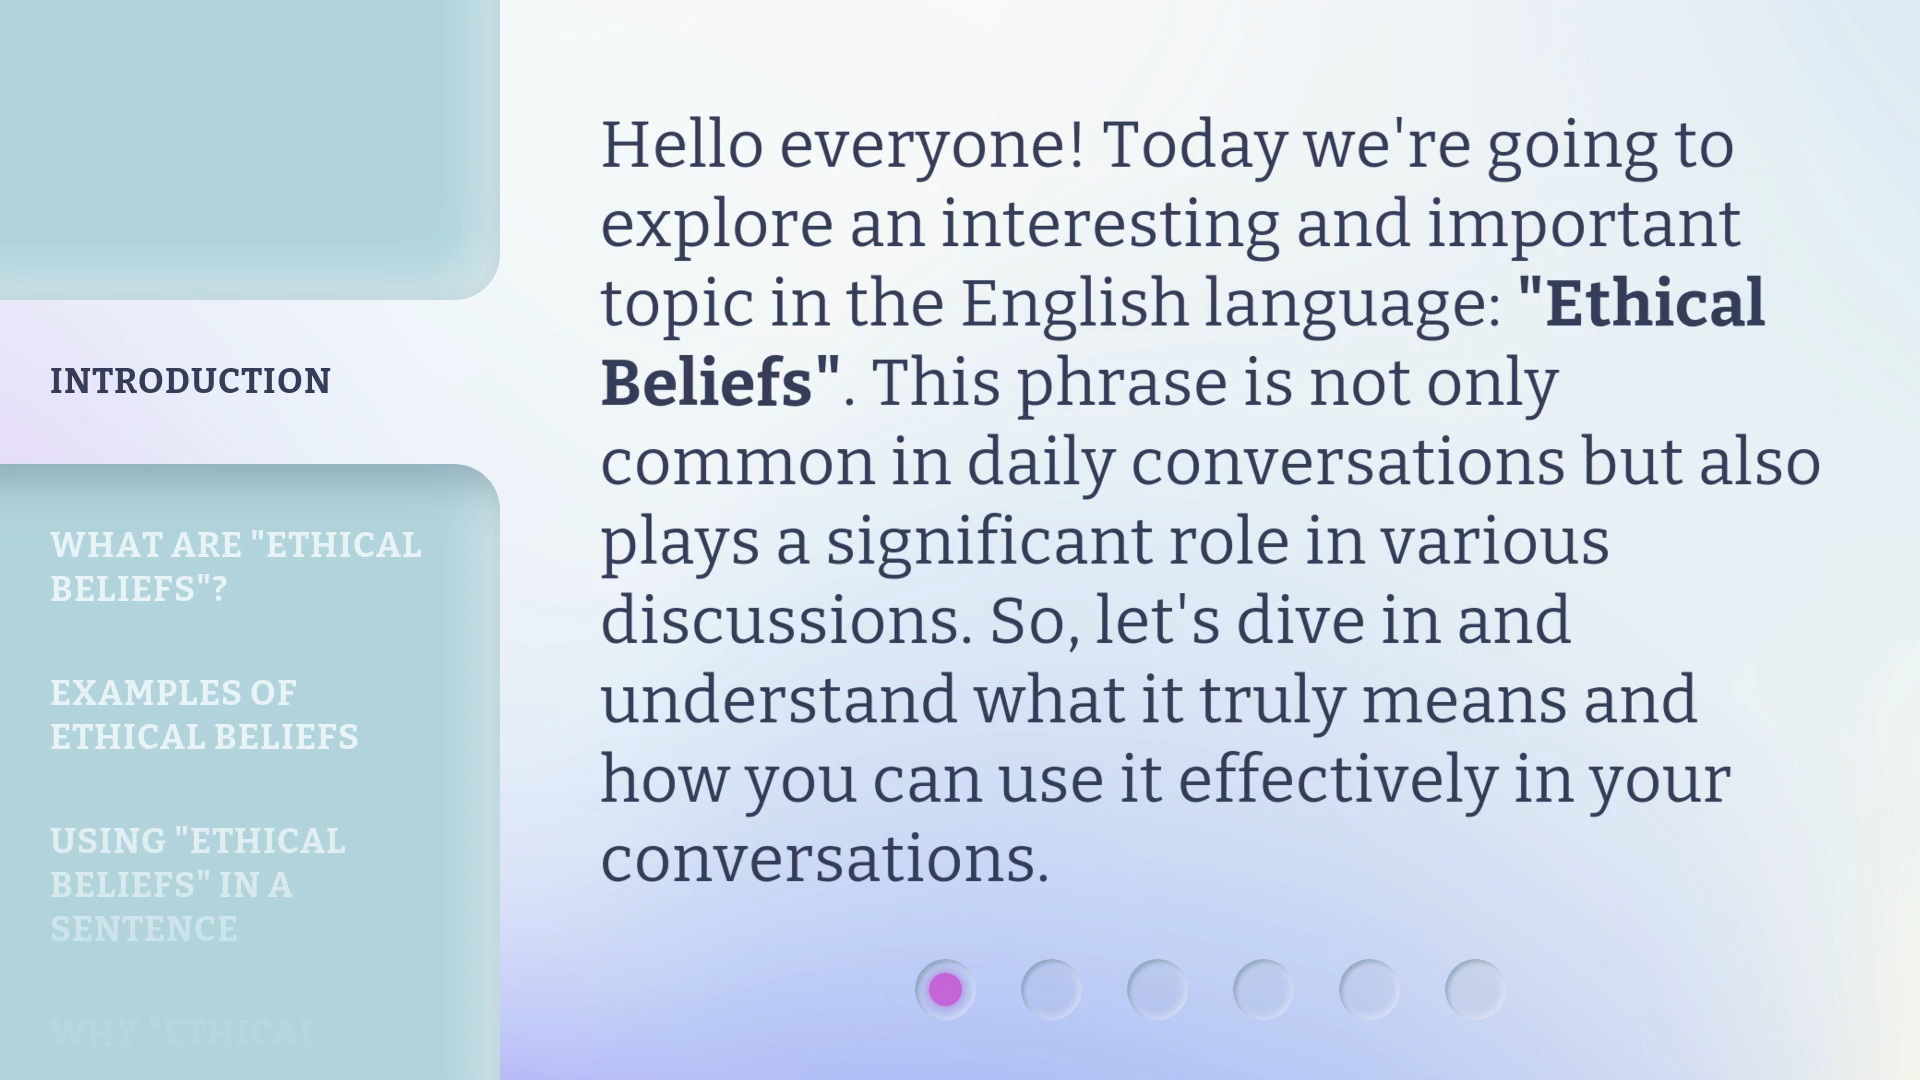 INTRODUCTION
WHAT ARE "ETHICAL
BELIEFS"?
EXAMPLES OF
ETHICAL BELIEFS
USING "ETHICAL
BELIEFS" IN A
SENTENCE
WHY "ETHICAL
Hello everyone! Today we're going to
explore an interesting and important
topic in the English language: "Ethical
Beliefs". This phrase is not only
common in daily conversations but also
plays a significant role in various
discussions. So, let's dive in and
understand what it truly means and
how you can use it effectively in your
conversations.